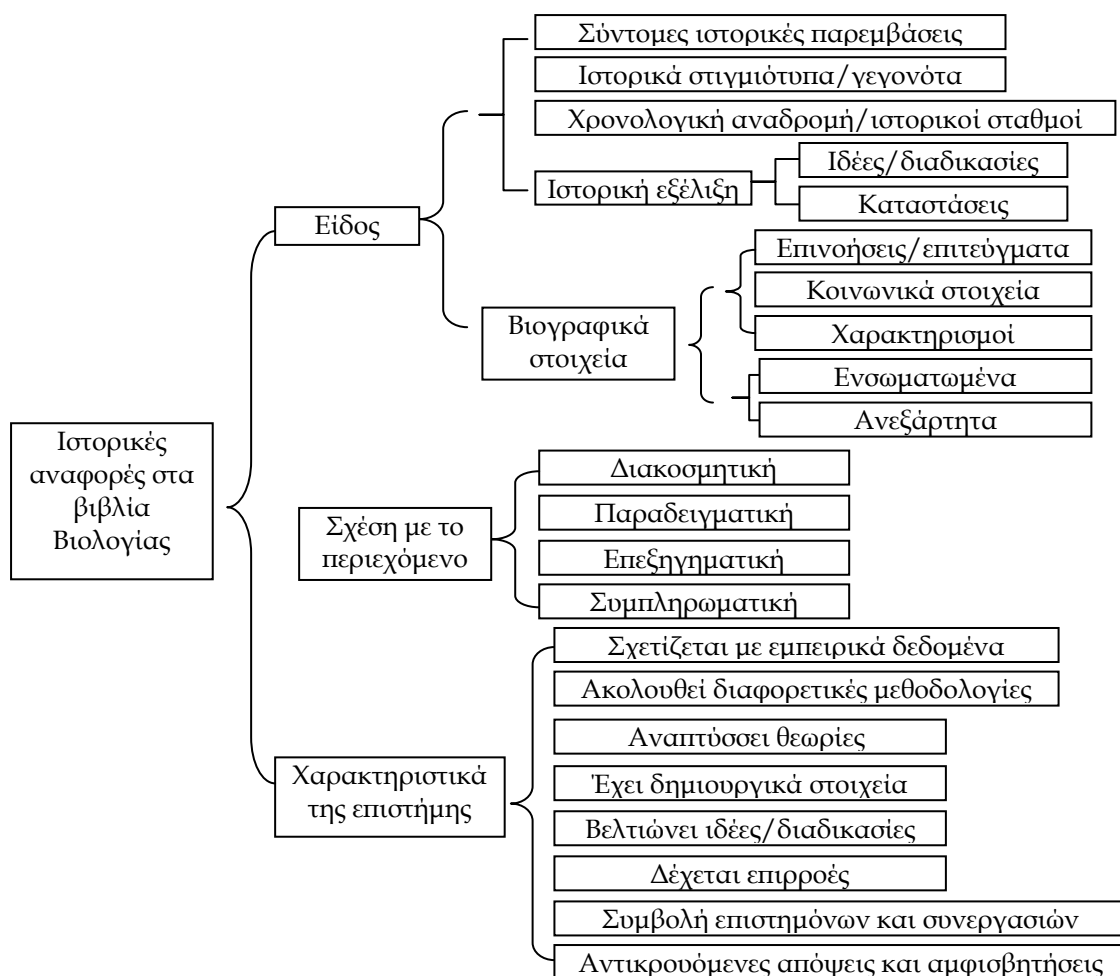 Σύντομες ιστορικές παρεμβάσεις
Ιστορικά στιγμιότυπα/γεγονότα
Χρονολογική αναδρομή/ιστορικοί σταθμοί
Ιστορική εξέλιξη
Ιδέες/διαδικασίες
Καταστάσεις
Είδος
Βιογραφικά
στοιχεία
Επινοήσεις/επιτεύγματα
Κοινωνικά στοιχεία
Χαρακτηρισμοί
Ενσωματωμένα
Ανεξάρτητα
Ιστορικές
αναφορές στα
βιβλία
Βιολογίας
Σχέση με το
περιεχόμενο
Διακοσμητική
Παραδειγματική
Επεξηγηματική
Συμπληρωματική
Χαρακτηριστικά
της επιστήμης
Σχετίζεται με εμπειρικά δεδομένα
Ακολουθεί διαφορετικές μεθοδολογίες
Αναπτύσσει θεωρίες
Έχει δημιουργικά στοιχεία
Βελτιώνει ιδέες/διαδικασίες
Δέχεται επιρροές
Συμβολή επιστημόνων και συνεργασιών
Αντικρουόμενες απόψεις και αμφισβητήσεις